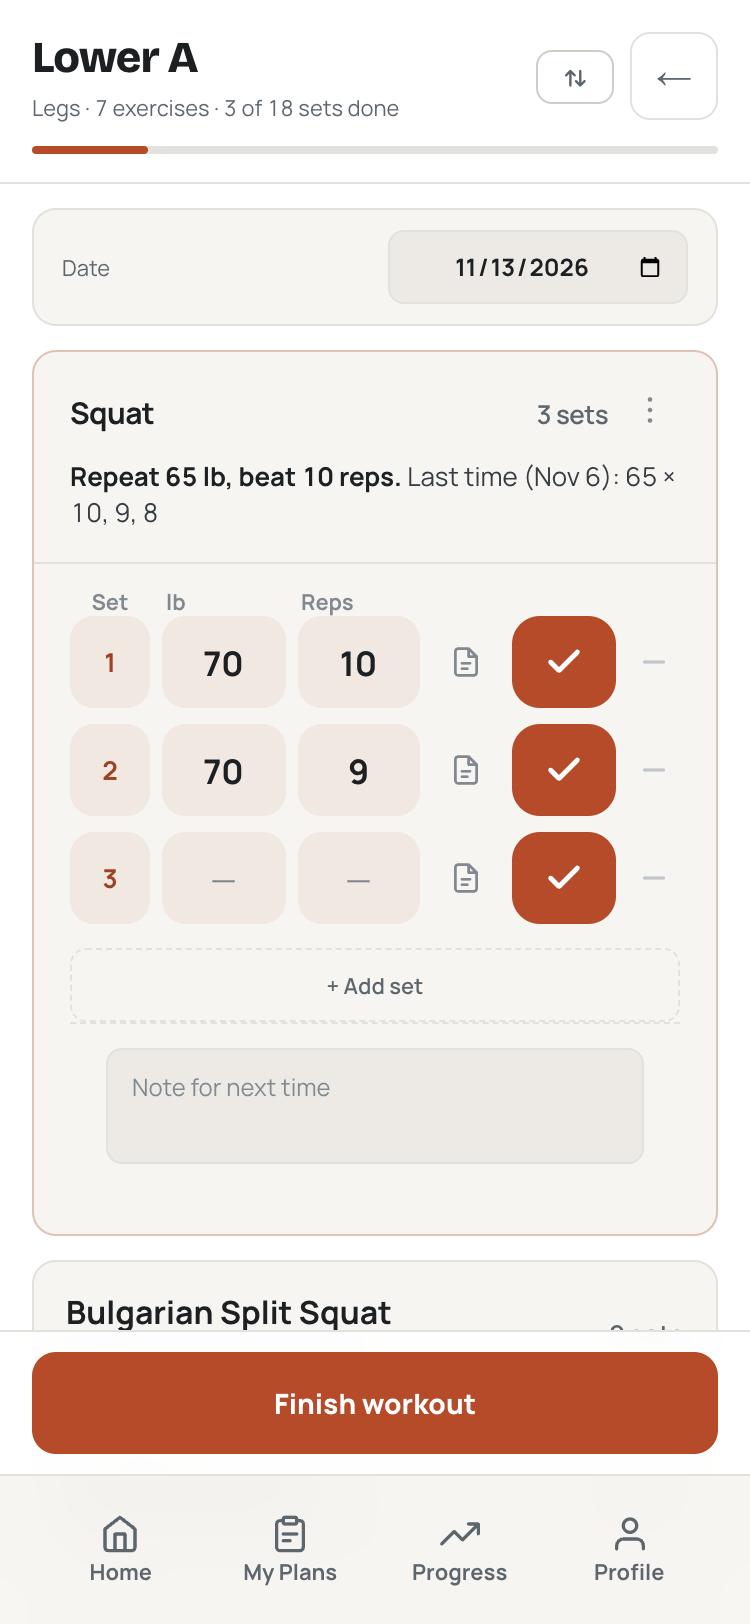 Lower A
Legs · 7 exercises · 3 of 18 sets done
Date
11/13/2026
Squat
3 sets
Repeat 65 lb, beat 10 reps. Last time (Nov 6): 65 ×
10, 9, 8
Set lb Reps
1 70 10
2 70 9
3 — —
+ Add set
Note for next time
Bulgarian Split Squat
Finish workout
Home My Plans Progress Profile